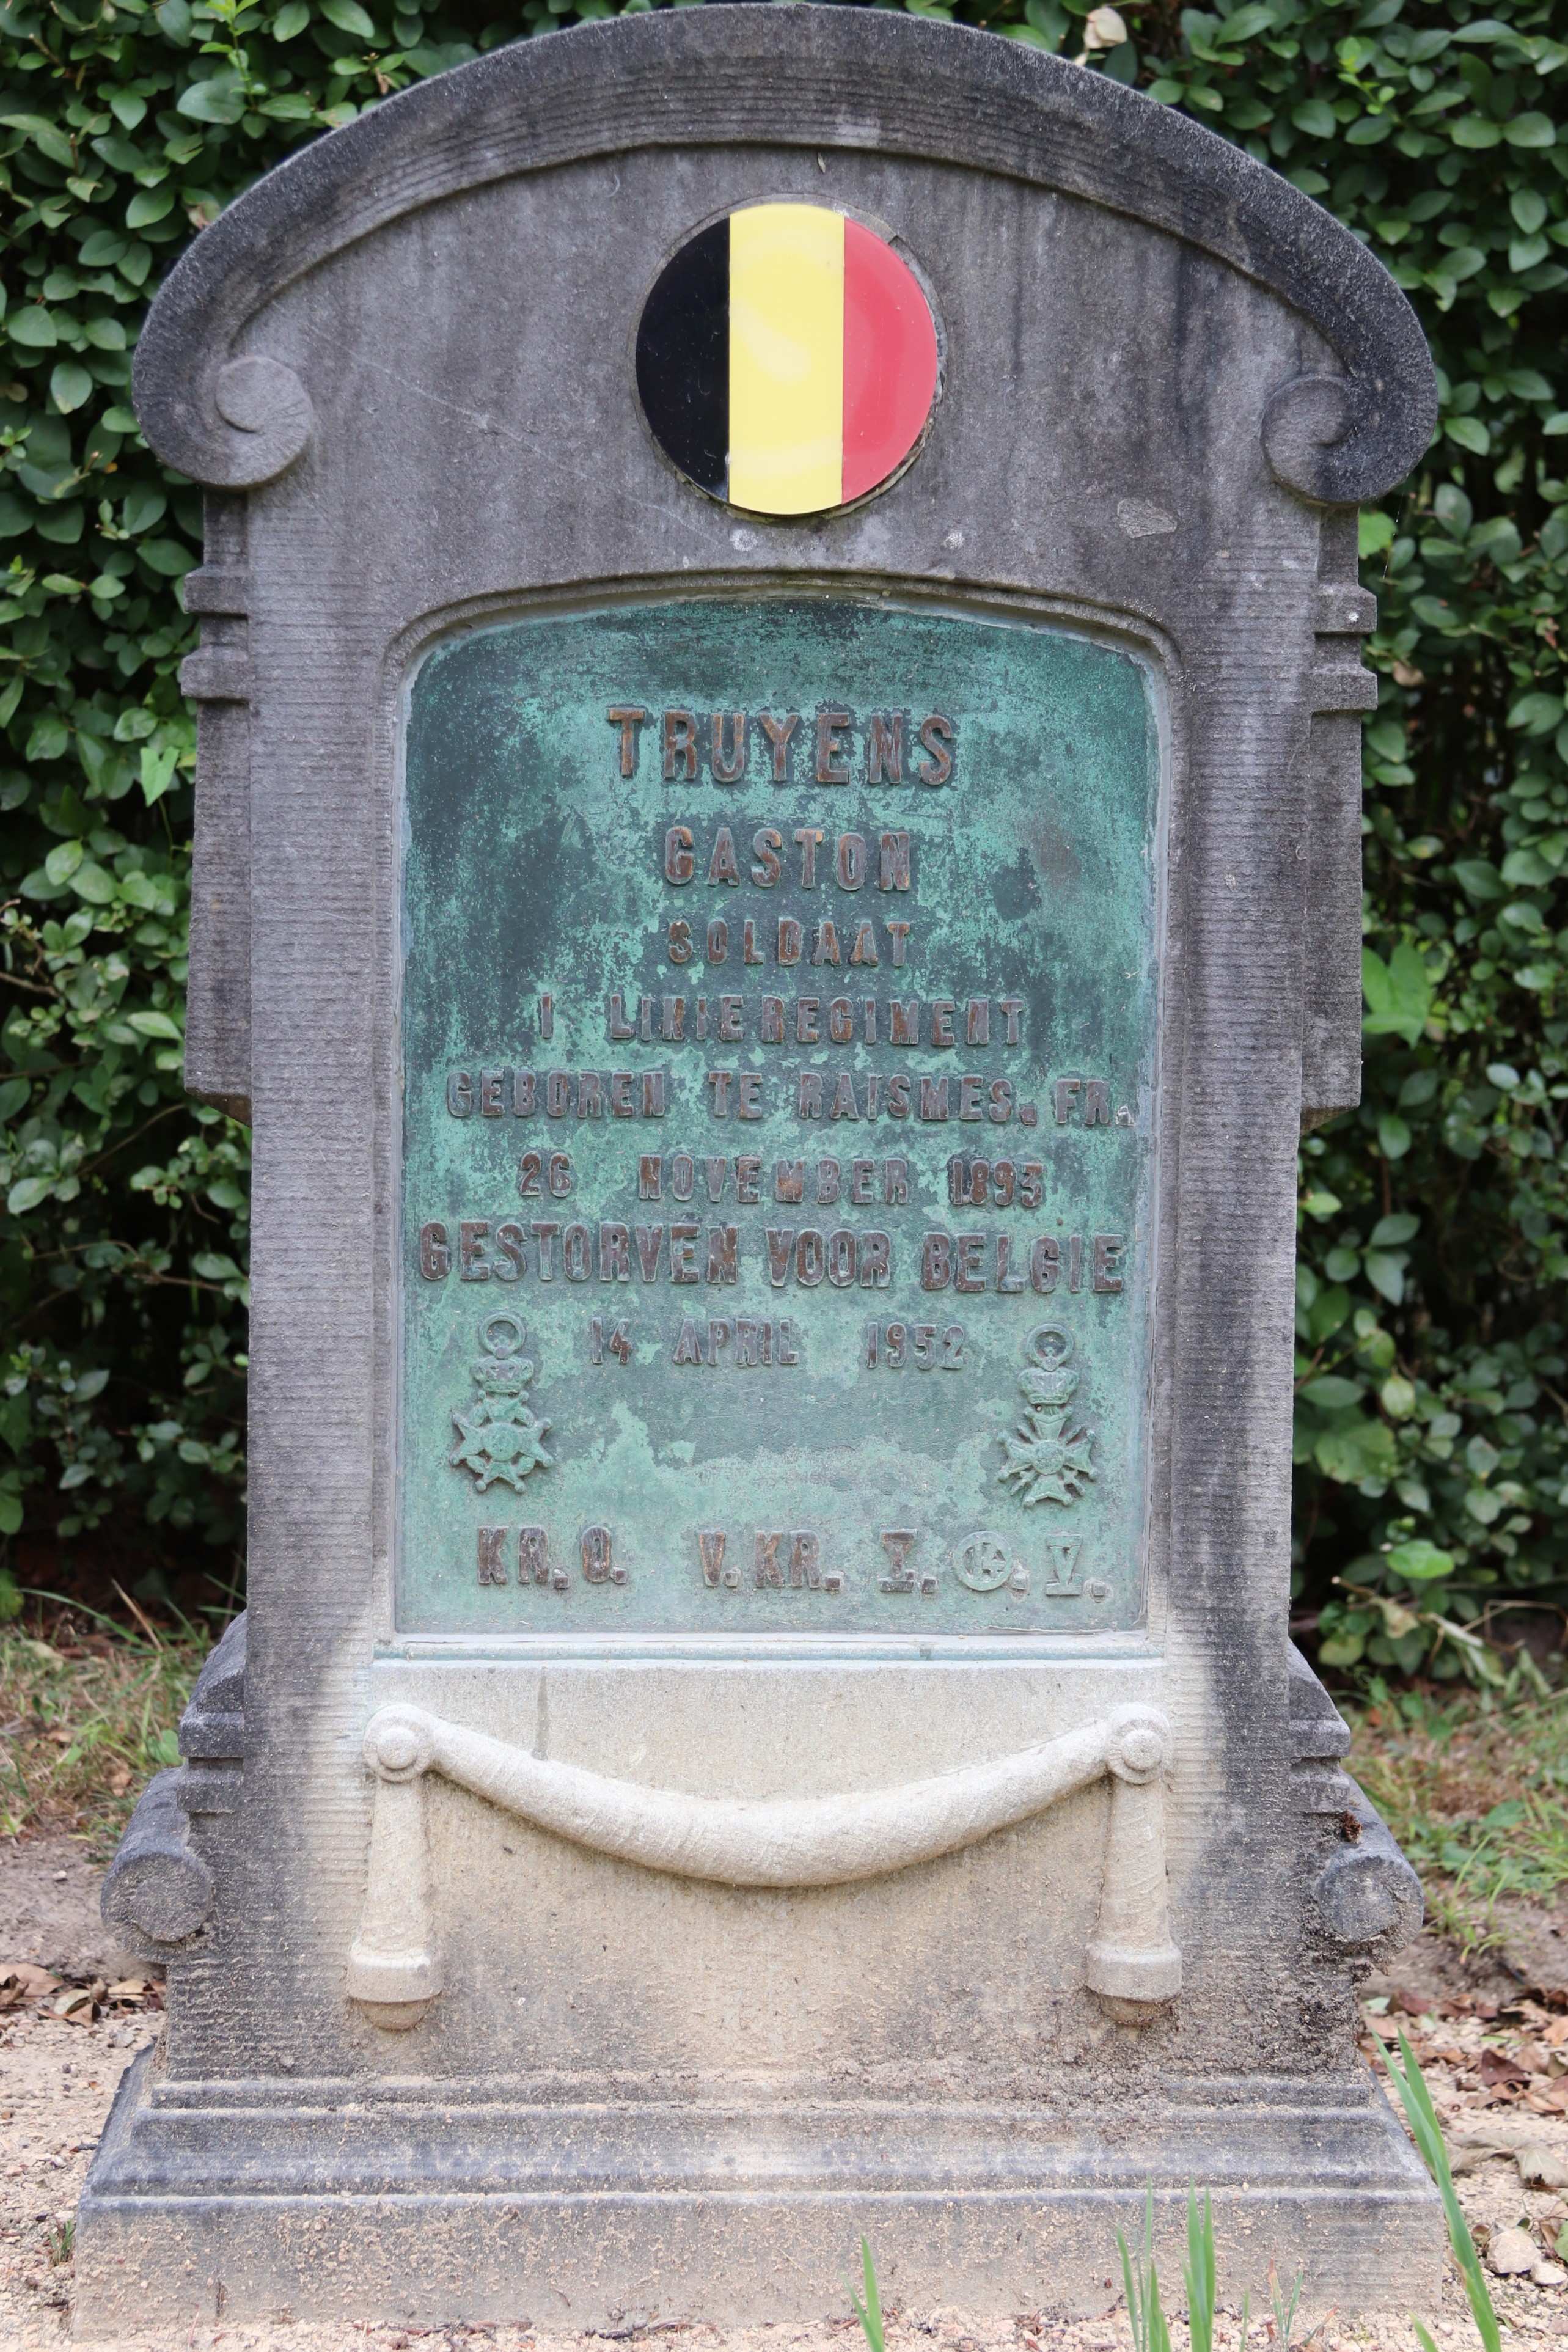 TRUYENS
GASTON
SOLDAAT
1 LINIEREGIMENT
GEBOREN TE RAISMES. FR.
26 NOVEMBER 1893
GESTORVEN VOOR BELGIE
14 APRIL 1952
KR. O. V. KR. I. O. V.